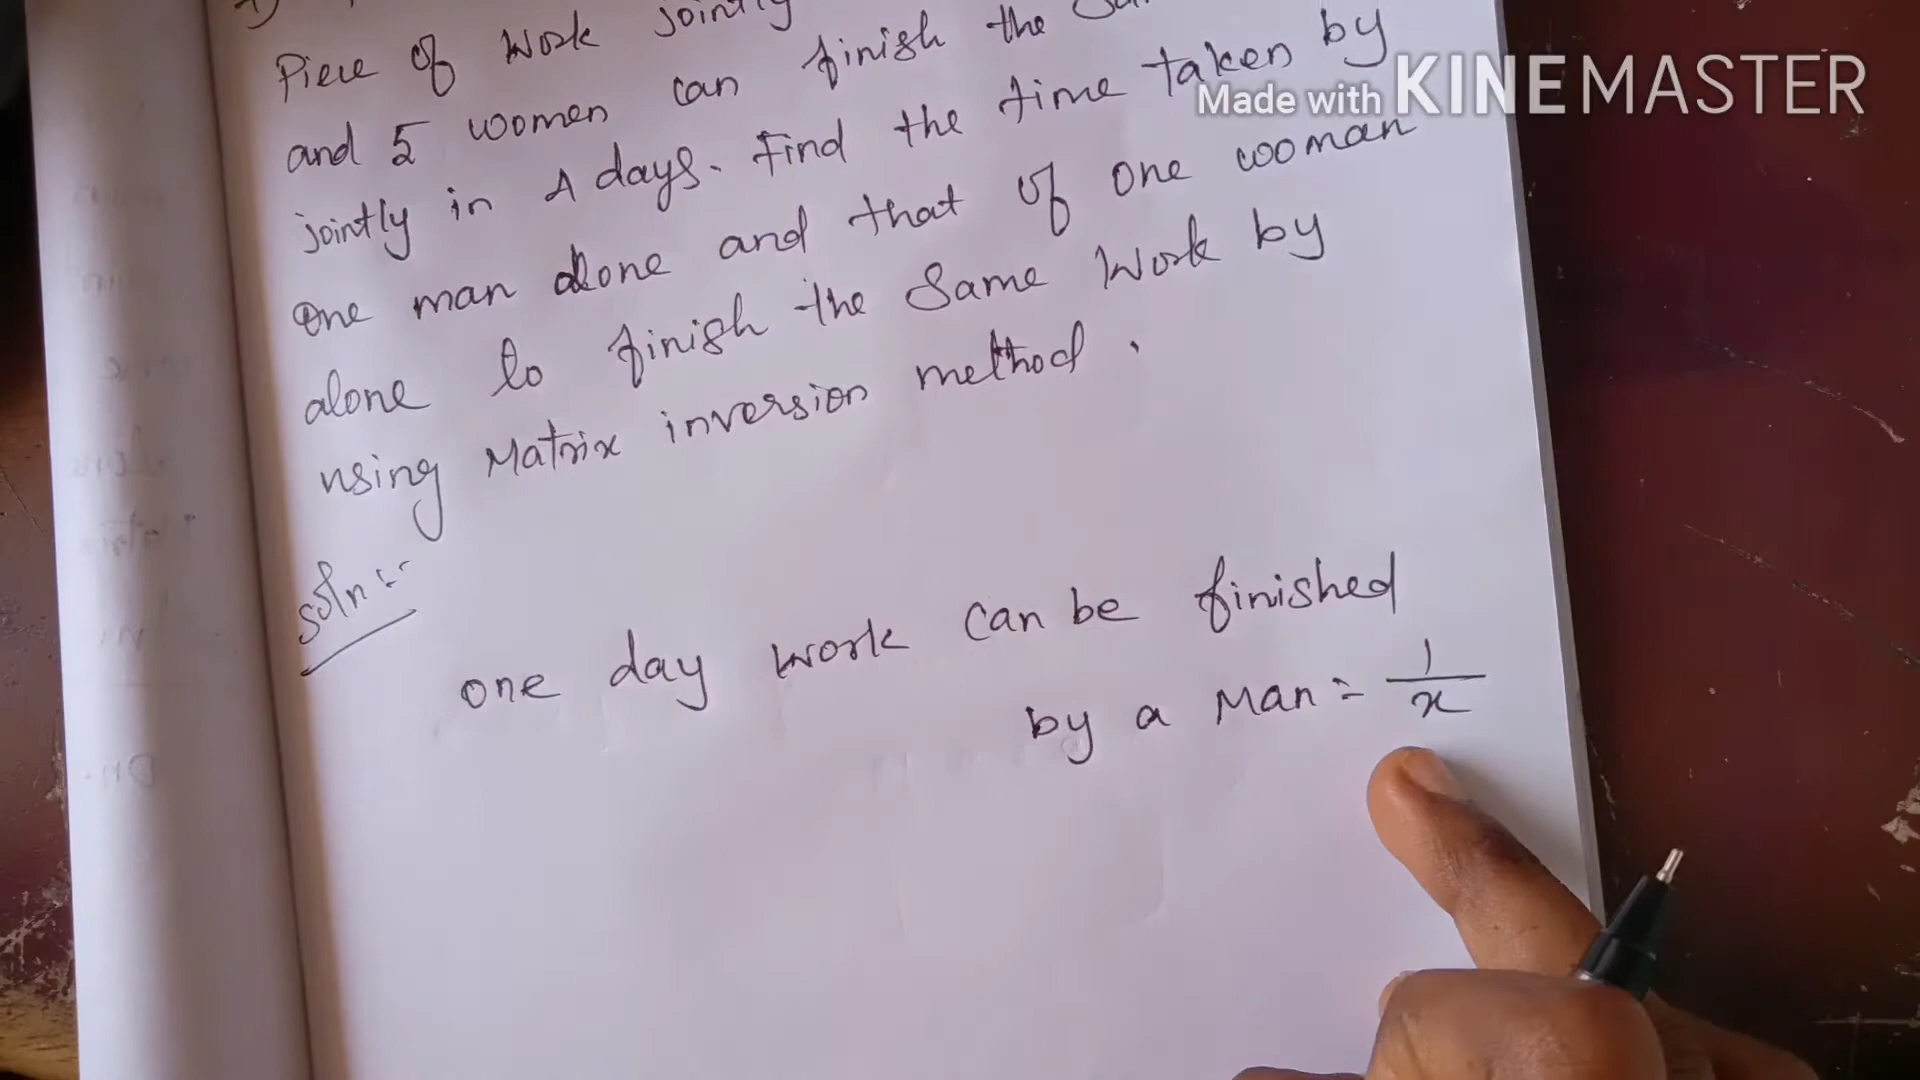 Piece of Work jointly
and 5 women can finish the
jointly in 4 days. Find the time taken by
One man alone and that of one wooman
alone to finish the Same Work by
using Matrix inversion method.
Soln:-
one day work can be finished
by a Man = 1/x
Made with KINEMASTER